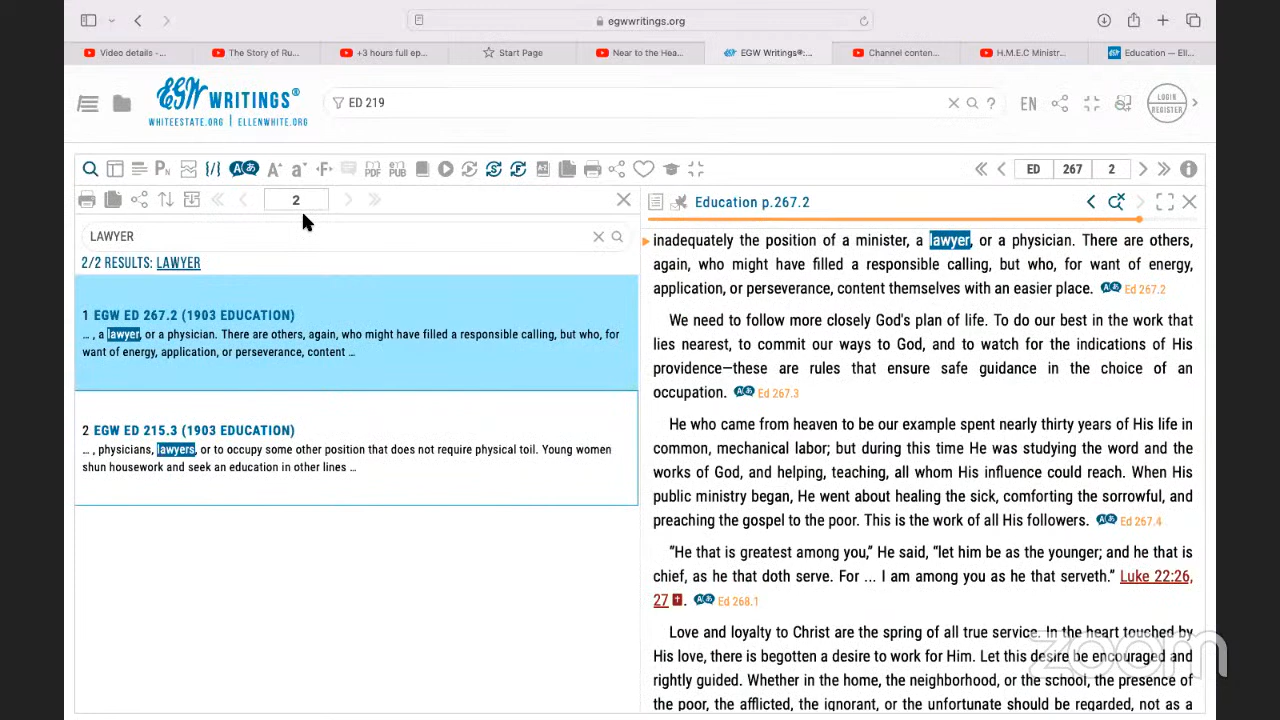 egwwritings.org
Video details -...
The Story of Ru...
+3 hours full ep...
Start Page
Near to the Hea...
EGW Writings®:...
Channel conten...
H.M.E.C Ministr...
Education — Ell...
EGW WRITINGS®
WHITEESTATE.ORG | ELLENWHITE.ORG
ED 219
?
EN
LOGIN
REGISTER
ED 267 2
2
LAWYER
2/2 RESULTS: LAWYER
1 EGW ED 267.2 (1903 EDUCATION)
... , a lawyer, or a physician. There are others, again, who might have filled a responsible calling, but who, for
want of energy, application, or perseverance, content ...
2 EGW ED 215.3 (1903 EDUCATION)
... , physicians, lawyers, or to occupy some other position that does not require physical toil. Young women
shun housework and seek an education in other lines ...
Education p.267.2
inadequately the position of a minister, a lawyer, or a physician. There are others,
again, who might have filled a responsible calling, but who, for want of energy,
application, or perseverance, content themselves with an easier place. Ed 267.2
We need to follow more closely God's plan of life. To do our best in the work that
lies nearest, to commit our ways to God, and to watch for the indications of His
providence—these are rules that ensure safe guidance in the choice of an
occupation. Ed 267.3
He who came from heaven to be our example spent nearly thirty years of His life in
common, mechanical labor; but during this time He was studying the word and the
works of God, and helping, teaching, all whom His influence could reach. When His
public ministry began, He went about healing the sick, comforting the sorrowful, and
preaching the gospel to the poor. This is the work of all His followers. Ed 267.4
"He that is greatest among you,” He said, “let him be as the younger; and he that is
chief, as he that doth serve. For ... I am among you as he that serveth.” Luke 22:26,
27. Ed 268.1
Love and loyalty to Christ are the spring of all true service. In the heart touched by
His love, there is begotten a desire to work for Him. Let this desire be encouraged and
rightly guided. Whether in the home, the neighborhood, or the school, the presence of
the poor, the afflicted, the ignorant, or the unfortunate should be regarded, not as a
zoom